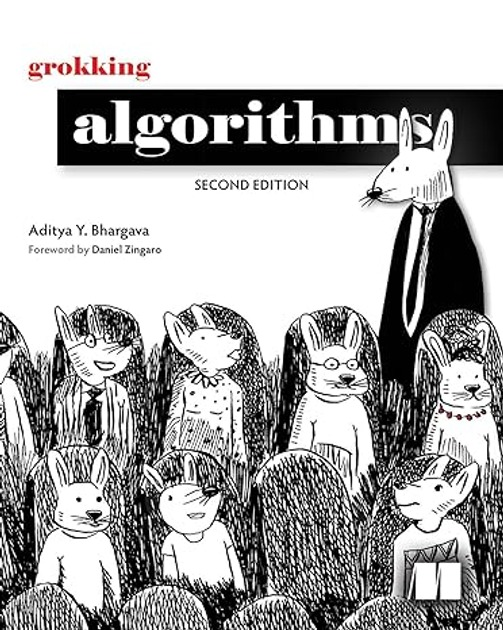 grokking
algorithms
SECOND EDITION
Aditya Y. Bhargava
Foreword by Daniel Zingaro